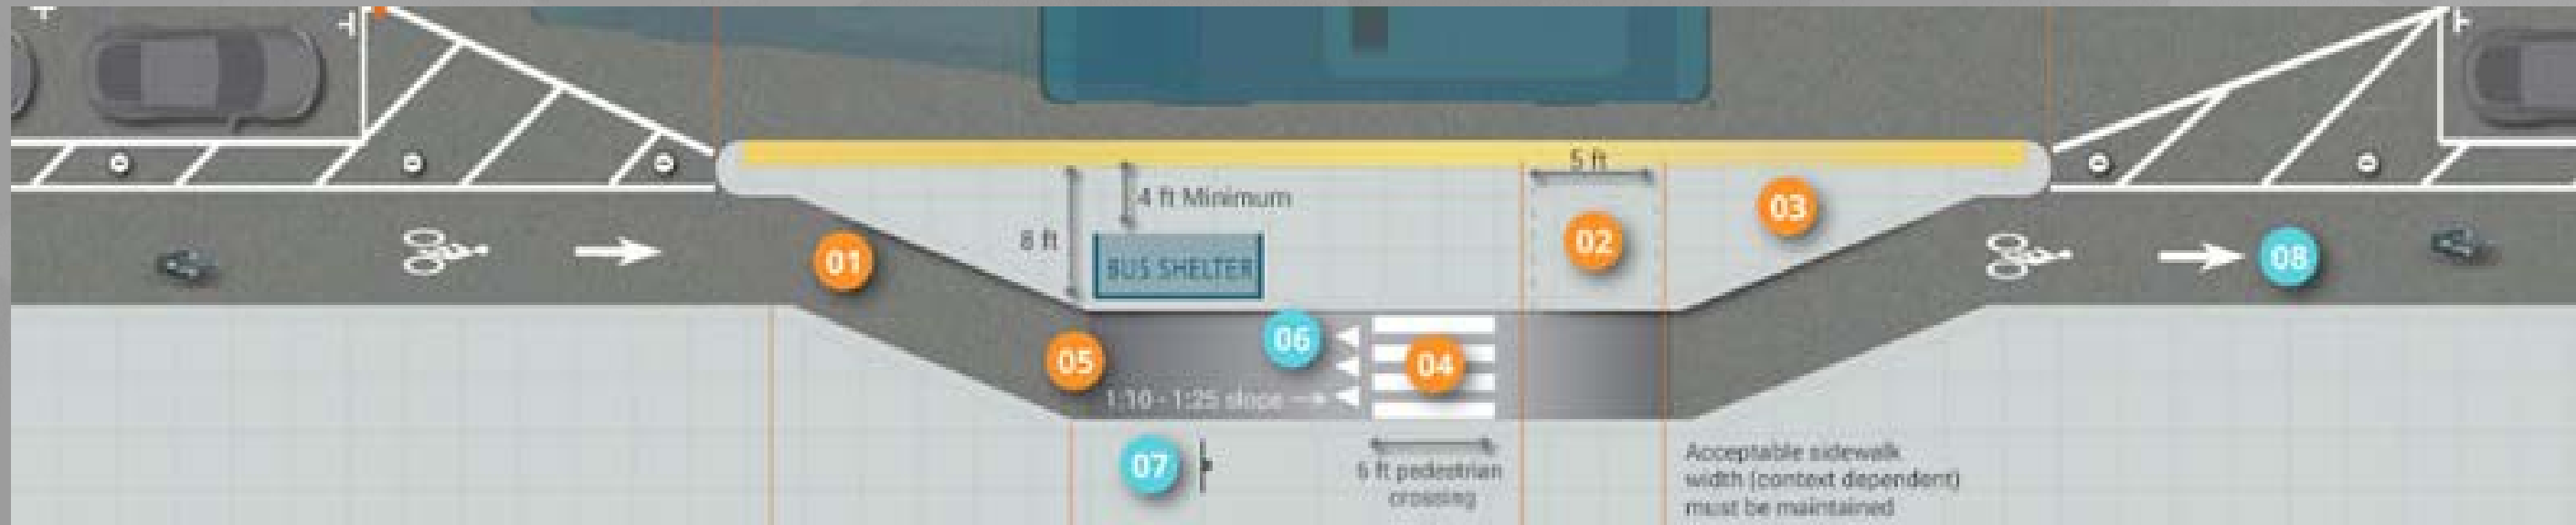 5 ft
4 ft Minimum
8 ft
BUS SHELTER
01
02
03
04
05
06
07
08
1:10 - 1:25 slope
6 ft pedestrian
crossing
Acceptable sidewalk
width (context dependent)
must be maintained